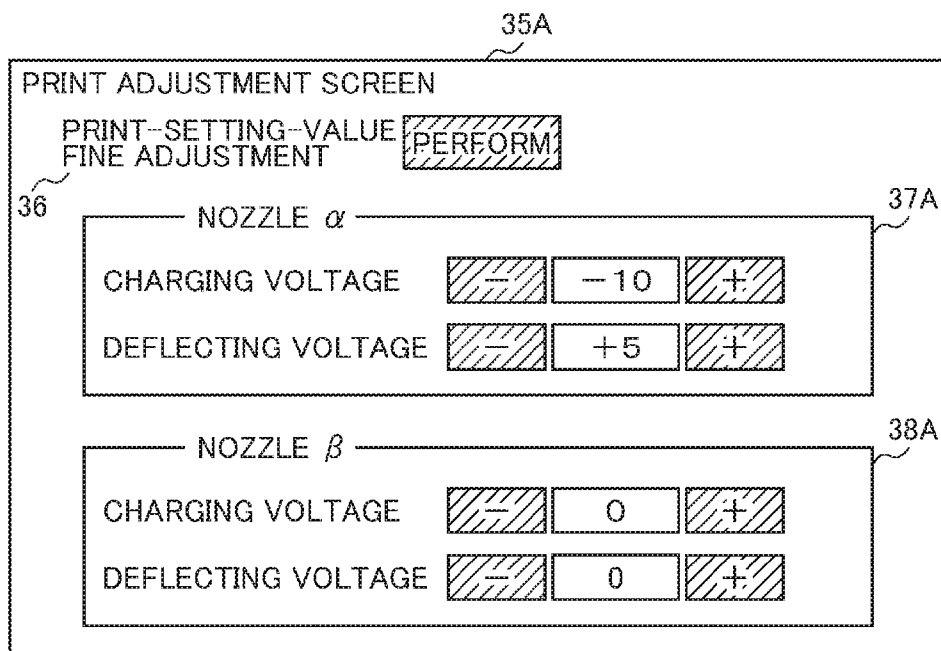 35A
PRINT ADJUSTMENT SCREEN
PRINT-SETTING-VALUE
FINE ADJUSTMENT
PERFORM
36
37A
NOZZLE α
CHARGING VOLTAGE － －10 ＋
DEFLECTING VOLTAGE － ＋5 ＋
38A
NOZZLE β
CHARGING VOLTAGE － 0 ＋
DEFLECTING VOLTAGE － 0 ＋